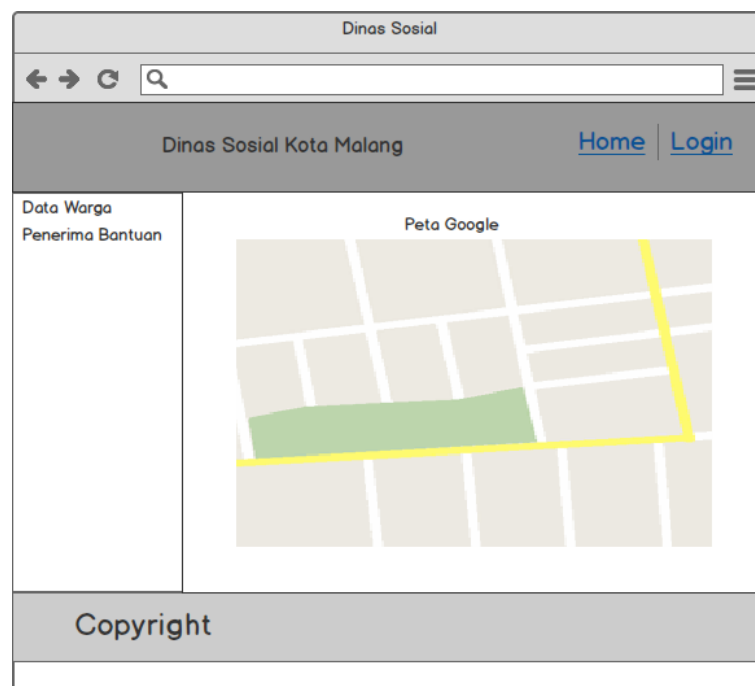 Dinas Sosial
Dinas Sosial Kota Malang
Home
Login
Data Warga
Penerima Bantuan
Peta Google
Copyright